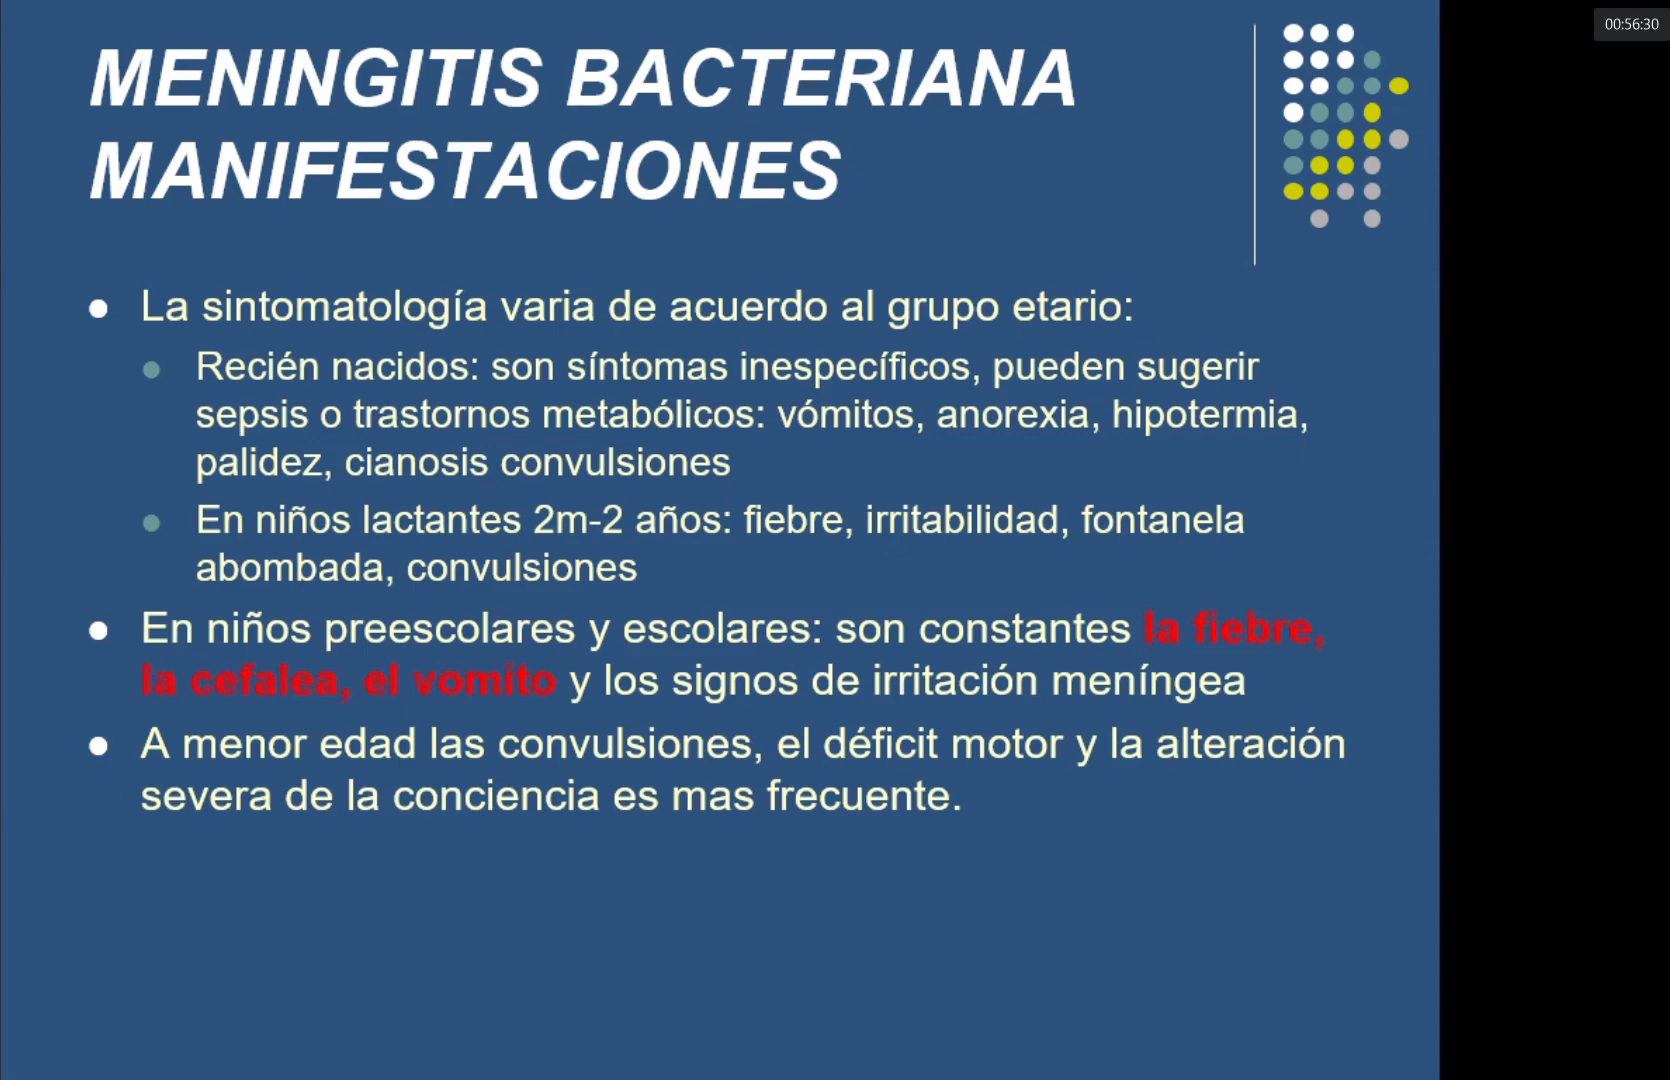 00:56:30
MENINGITIS BACTERIANA
MANIFESTACIONES
La sintomatología varia de acuerdo al grupo etario:
Recién nacidos: son síntomas inespecíficos, pueden sugerir
sepsis o trastornos metabólicos: vómitos, anorexia, hipotermia,
palidez, cianosis convulsiones
En niños lactantes 2m-2 años: fiebre, irritabilidad, fontanela
abombada, convulsiones
En niños preescolares y escolares: son constantes la fiebre,
la cefalea, el vomito y los signos de irritación meníngea
A menor edad las convulsiones, el déficit motor y la alteración
severa de la conciencia es mas frecuente.